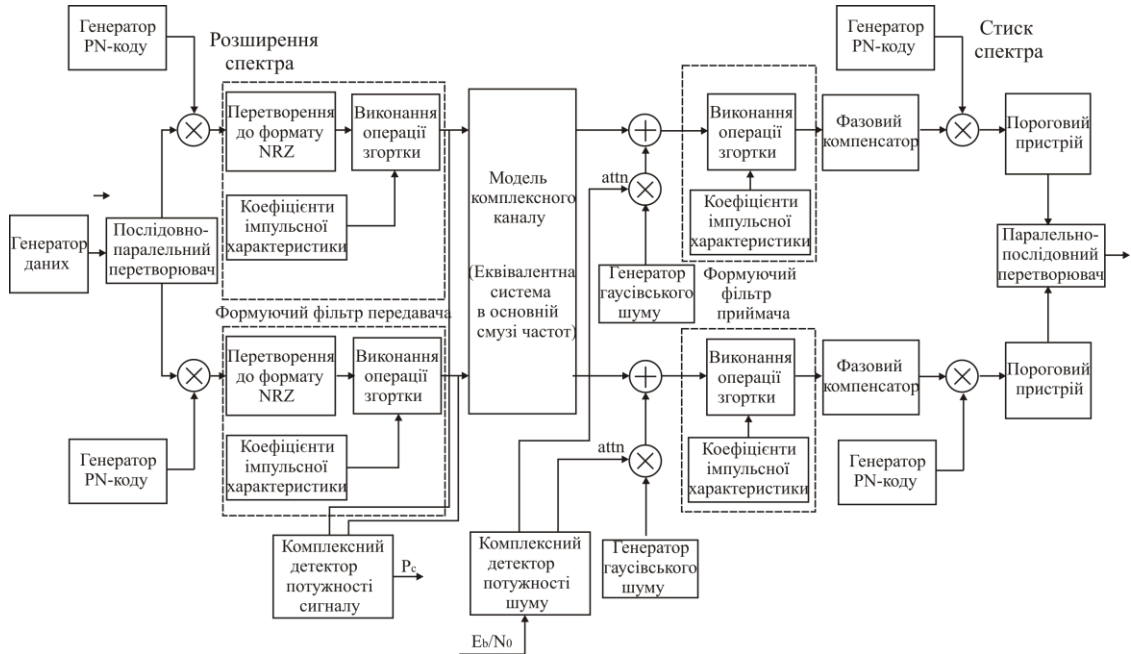 Генератор
PN-коду
Розширення
спектра
Генератор
PN-коду
Стиск
спектра
Перетворення
до формату
NRZ
Виконання
операції
згортки
Коефіцієнти
імпульсної
характеристики
Генератор
даних
Послідовно-
паралельний
перетворювач
Модель
комплексного
каналу
(Еквівалентна
система
в основній
смузі частот)
attn
Виконання
операції
згортки
Коефіцієнти
імпульсної
характеристики
Фазовий
компенсатор
Пороговий
пристрій
Генератор
гаусівського
шуму
Формуючий
фільтр
приймача
Паралельно-
послідовний
перетворювач
Формуючий фільтр передавача
Перетворення
до формату
NRZ
Виконання
операції
згортки
Коефіцієнти
імпульсної
характеристики
Генератор
PN-коду
attn
Виконання
операції
згортки
Коефіцієнти
імпульсної
характеристики
Фазовий
компенсатор
Пороговий
пристрій
Генератор
PN-коду
Комплексний
детектор
потужності
сигналу
Pc
Комплексний
детектор
потужності
шуму
Генератор
гаусівського
шуму
Eb/N0